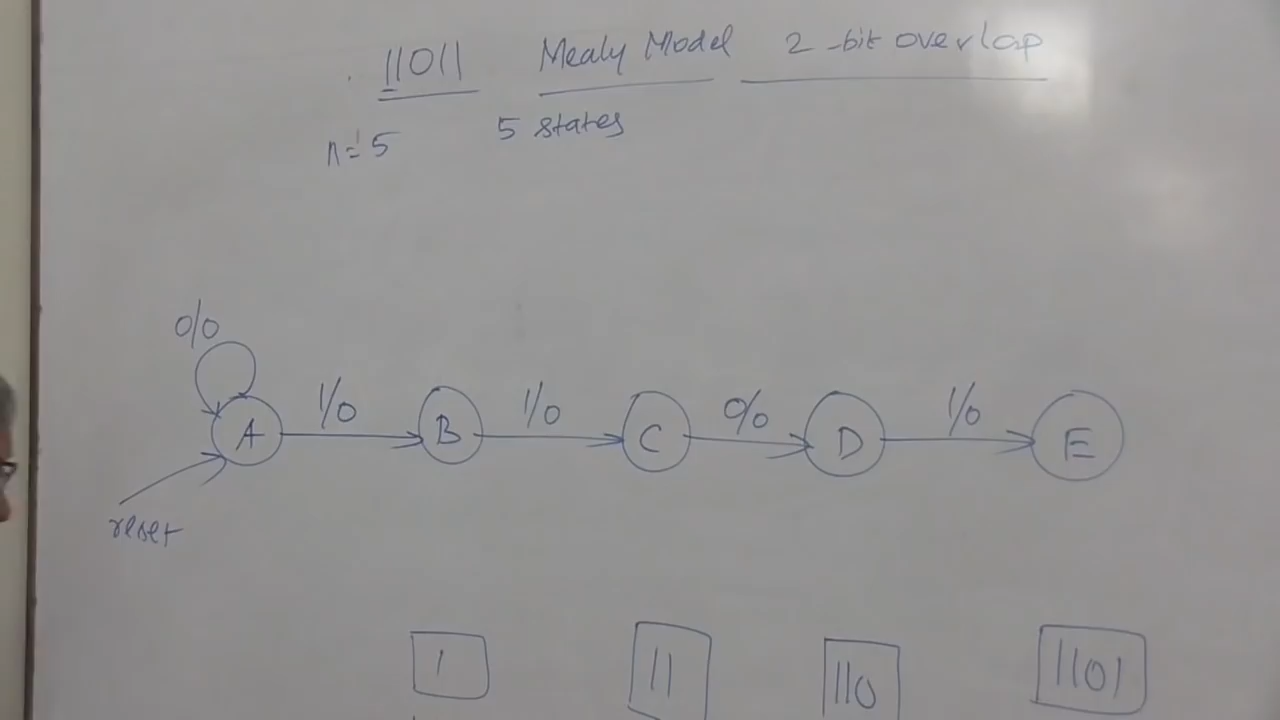 11011 Mealy Model 2-bit overlap
n=5 5 states
0/0
1/0 1/0 0/0 1/0
A B C D E
reset
1 11 110 1101